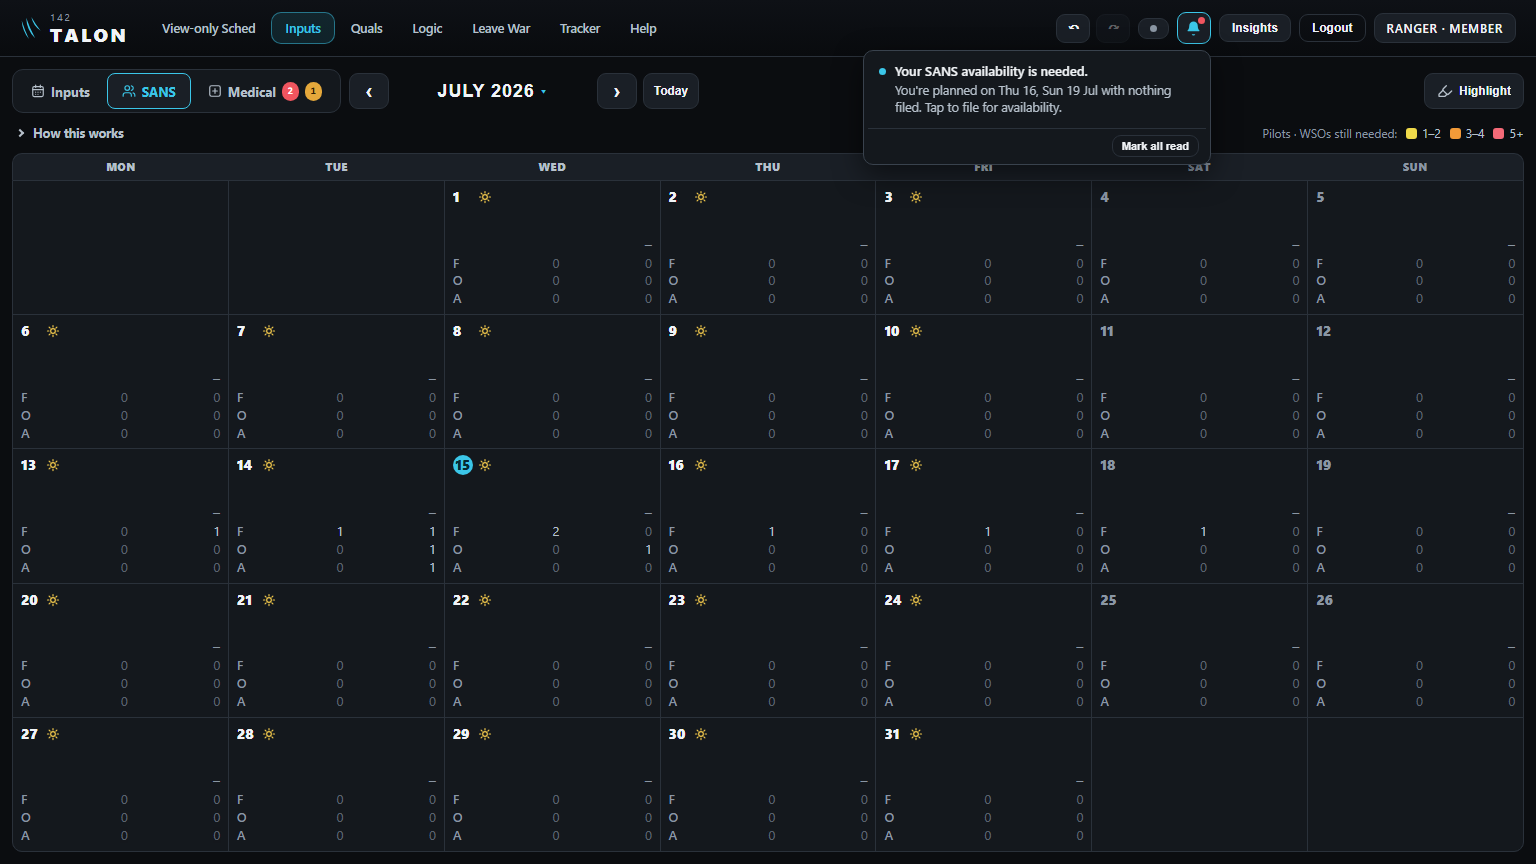 142
TALON
View-only Sched
Inputs
Quals
Logic
Leave War
Tracker
Help
Insights
Logout
RANGER · MEMBER
Inputs
SANS
Medical 2 1
‹
JULY 2026
›
Today
Your SANS availability is needed.
You're planned on Thu 16, Sun 19 Jul with nothing
filed. Tap to file for availability.
Mark all read
Highlight
How this works
Pilots · WSOs still needed: 1–2 3–4 5+
MON TUE WED THU FRI SAT SUN
1 2 3 4 5
– – – – –
F 0 0 F 0 0 F 0 0 F 0 0 F 0 0
O 0 0 O 0 0 O 0 0 O 0 0 O 0 0
A 0 0 A 0 0 A 0 0 A 0 0 A 0 0
6 7 8 9 10 11 12
– – – – – – –
F 0 0 F 0 0 F 0 0 F 0 0 F 0 0 F 0 0 F 0 0
O 0 0 O 0 0 O 0 0 O 0 0 O 0 0 O 0 0 O 0 0
A 0 0 A 0 0 A 0 0 A 0 0 A 0 0 A 0 0 A 0 0
13 14 15 16 17 18 19
– – – – – – –
F 0 1 F 1 1 F 2 0 F 1 0 F 1 0 F 1 0 F 0 0
O 0 0 O 0 1 O 0 1 O 0 0 O 0 0 O 0 0 O 0 0
A 0 0 A 0 1 A 0 0 A 0 0 A 0 0 A 0 0 A 0 0
20 21 22 23 24 25 26
– – – – – – –
F 0 0 F 0 0 F 0 0 F 0 0 F 0 0 F 0 0 F 0 0
O 0 0 O 0 0 O 0 0 O 0 0 O 0 0 O 0 0 O 0 0
A 0 0 A 0 0 A 0 0 A 0 0 A 0 0 A 0 0 A 0 0
27 28 29 30 31
– – – – –
F 0 0 F 0 0 F 0 0 F 0 0 F 0 0
O 0 0 O 0 0 O 0 0 O 0 0 O 0 0
A 0 0 A 0 0 A 0 0 A 0 0 A 0 0